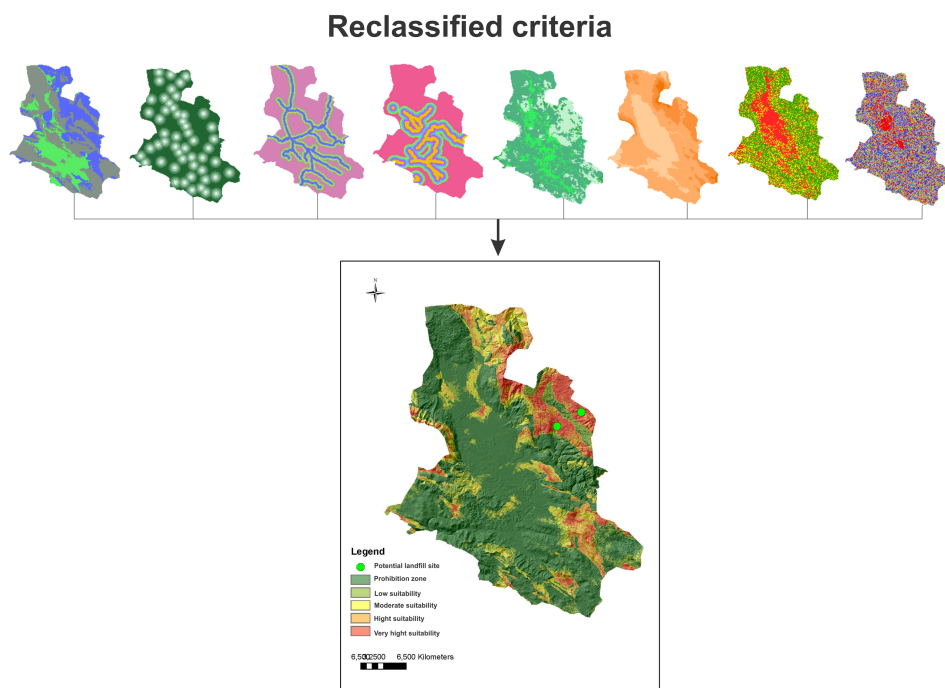 Reclassified criteria
N
Legend
Potential landfill site
Prohibition zone
Low suitability
Moderate suitability
Hight suitability
Very hight suitability
6,500 Kilometers